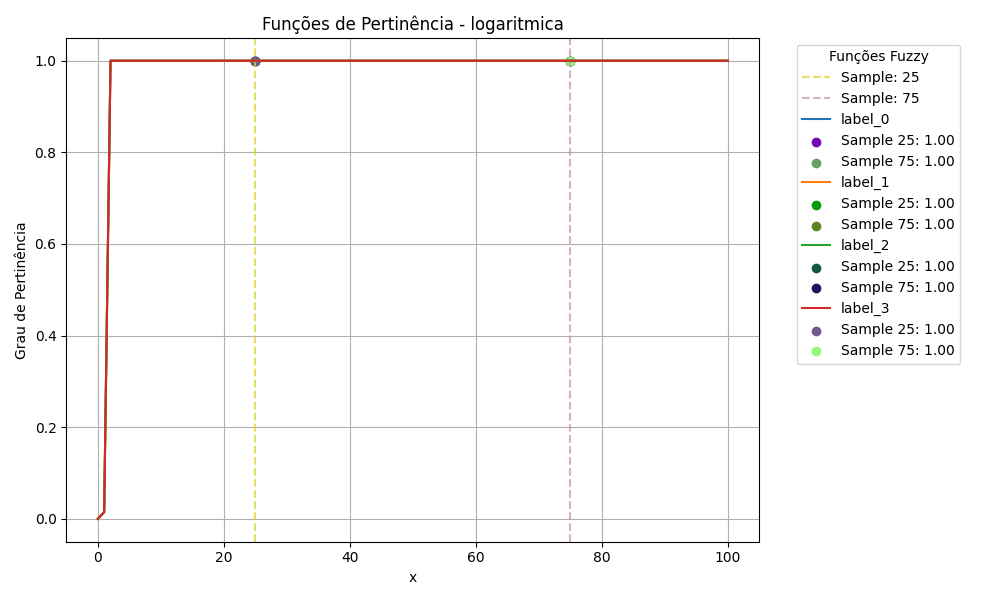 Funções de Pertinência - logaritmica
Grau de Pertinência
1.0
0.8
0.6
0.4
0.2
0.0
0
20
40
60
80
100
x
Funções Fuzzy
Sample: 25
Sample: 75
label_0
Sample 25: 1.00
Sample 75: 1.00
label_1
Sample 25: 1.00
Sample 75: 1.00
label_2
Sample 25: 1.00
Sample 75: 1.00
label_3
Sample 25: 1.00
Sample 75: 1.00